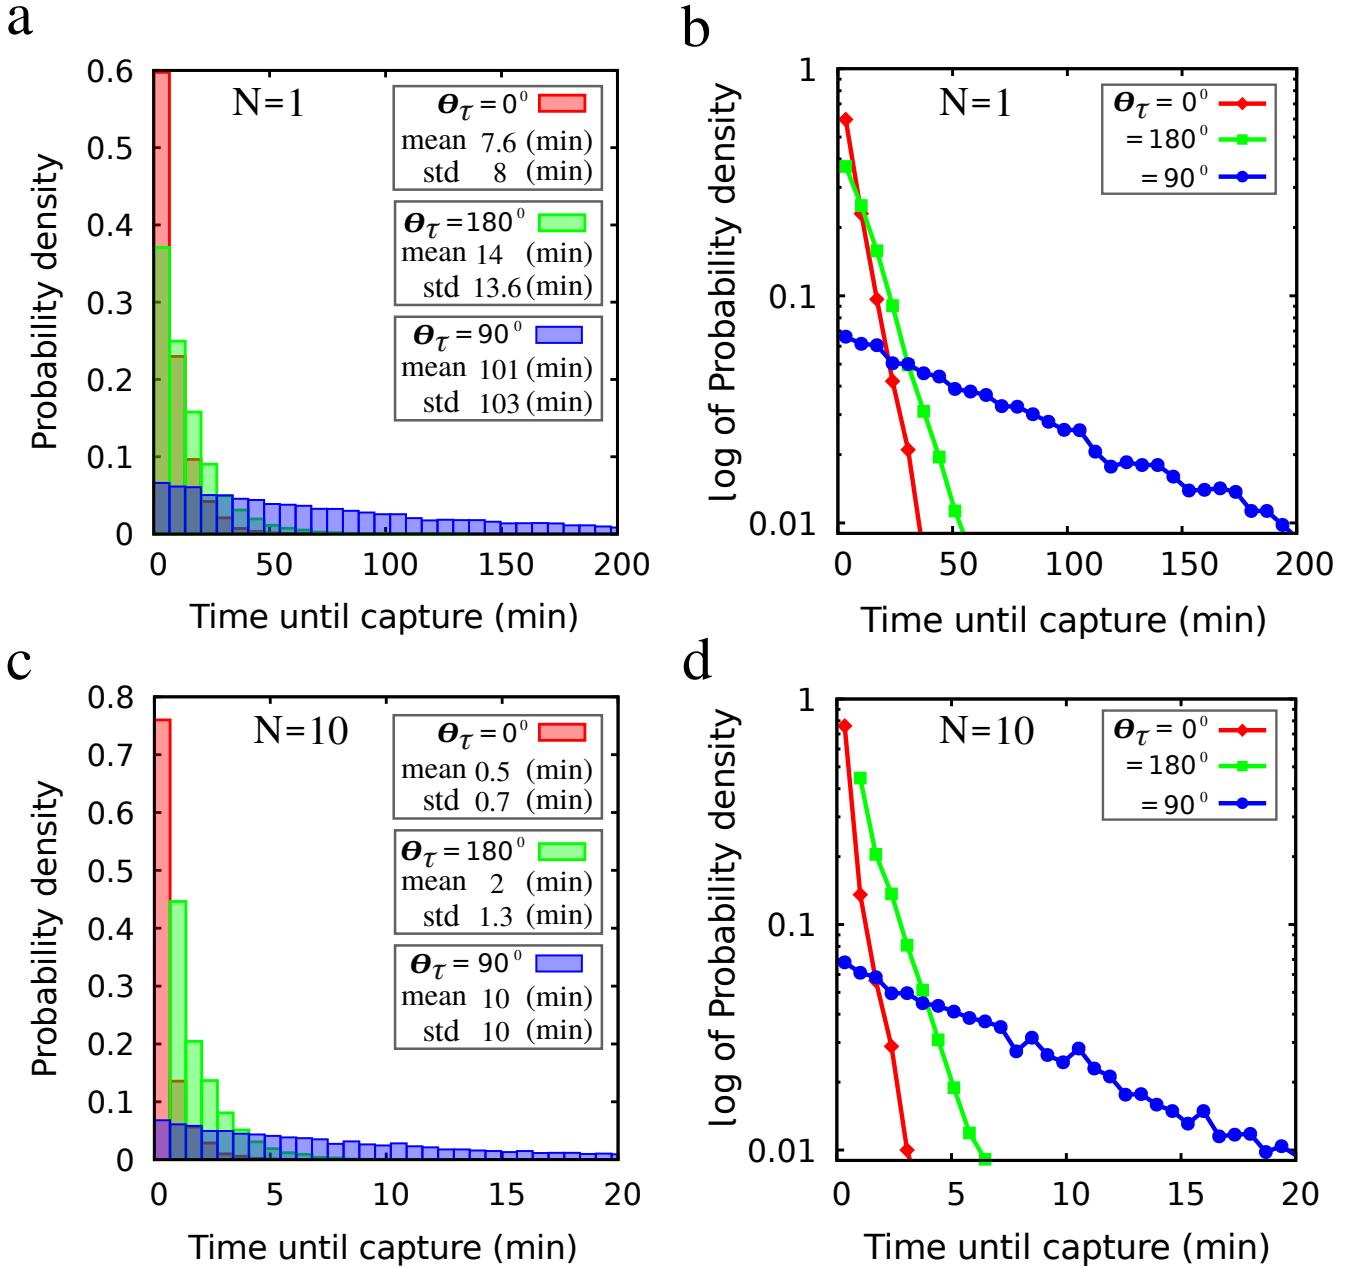 a
N=1
Probability density
0.6
0.5
0.4
0.3
0.2
0.1
0
θτ = 0⁰
mean 7.6 (min)
std 8 (min)
θτ = 180⁰
mean 14 (min)
std 13.6 (min)
θτ = 90⁰
mean 101 (min)
std 103 (min)
0 50 100 150 200
Time until capture (min)
b
N=1
log of Probability density
1
0.1
0.01
θτ = 0⁰
= 180⁰
= 90⁰
0 50 100 150 200
Time until capture (min)
c
N=10
Probability density
0.8
0.7
0.6
0.5
0.4
0.3
0.2
0.1
0
θτ = 0⁰
mean 0.5 (min)
std 0.7 (min)
θτ = 180⁰
mean 2 (min)
std 1.3 (min)
θτ = 90⁰
mean 10 (min)
std 10 (min)
0 5 10 15 20
Time until capture (min)
d
N=10
log of Probability density
1
0.1
0.01
θτ = 0⁰
= 180⁰
= 90⁰
0 5 10 15 20
Time until capture (min)